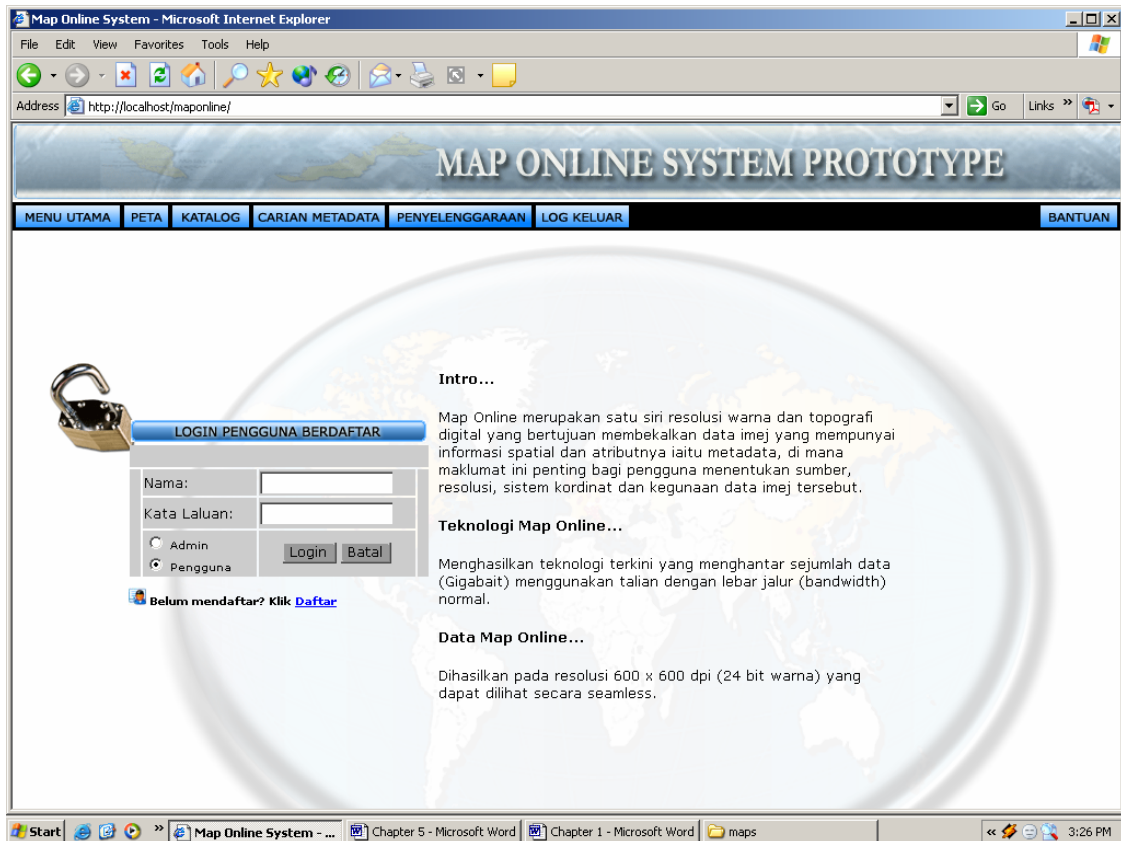 Map Online System - Microsoft Internet Explorer
File Edit View Favorites Tools Help
Address http://localhost/maponline/ Go Links »
MAP ONLINE SYSTEM PROTOTYPE
MENU UTAMA PETA KATALOG CARIAN METADATA PENYELENGGARAAN LOG KELUAR BANTUAN
LOGIN PENGGUNA BERDAFTAR
Nama:
Kata Laluan:
Admin
Pengguna
Login Batal
Belum mendaftar? Klik Daftar
Intro...
Map Online merupakan satu siri resolusi warna dan topografi
digital yang bertujuan membekalkan data imej yang mempunyai
informasi spatial dan atributnya iaitu metadata, di mana
maklumat ini penting bagi pengguna menentukan sumber,
resolusi, sistem kordinat dan kegunaan data imej tersebut.
Teknologi Map Online...
Menghasilkan teknologi terkini yang menghantar sejumlah data
(Gigabait) menggunakan talian dengan lebar jalur (bandwidth)
normal.
Data Map Online...
Dihasilkan pada resolusi 600 x 600 dpi (24 bit warna) yang
dapat dilihat secara seamless.
Start » Map Online System - ... Chapter 5 - Microsoft Word Chapter 1 - Microsoft Word maps « 3:26 PM